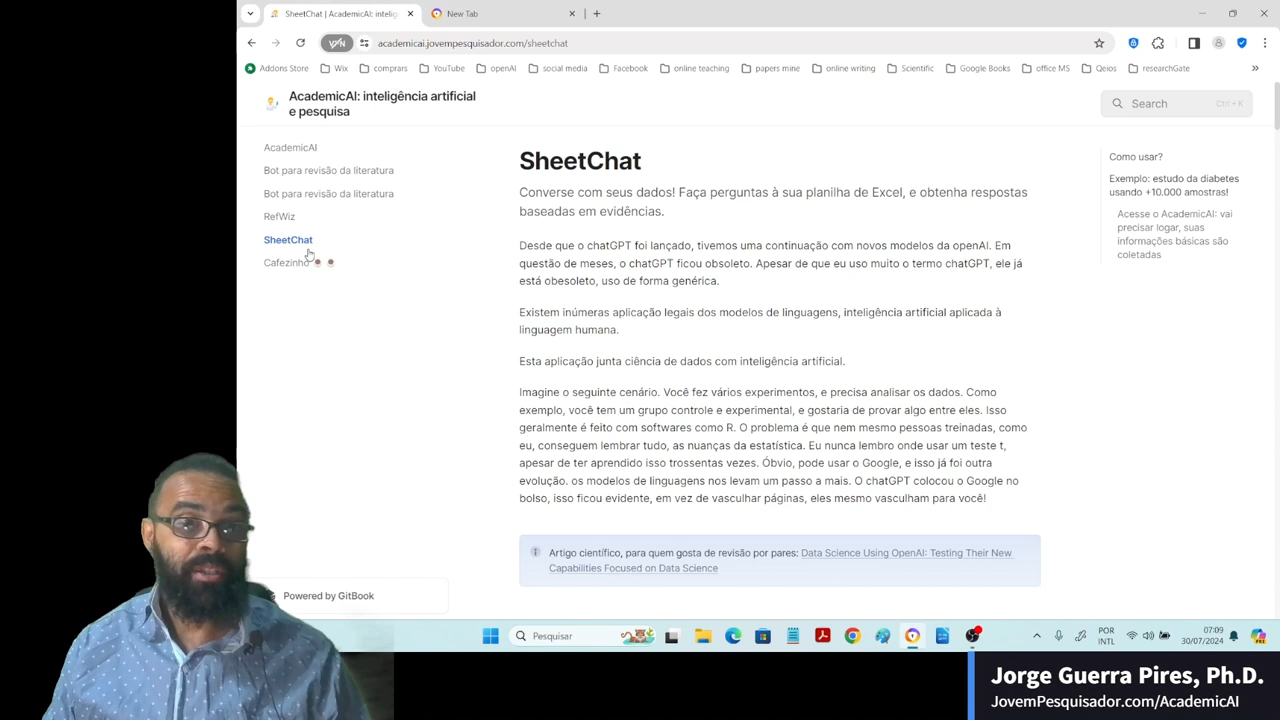 SheetChat | AcademicAI: intelig
New Tab
VPN
academicai.jovempesquisador.com/sheetchat
Addons Store
Wix
comprars
YouTube
openAI
social media
Facebook
online teaching
papers mine
online writing
Scientific
Google Books
office MS
Qeios
researchGate
AcademicAI: inteligência artificial
e pesquisa
Search
Ctrl + K
AcademicAI
Bot para revisão da literatura
Bot para revisão da literatura
RefWiz
SheetChat
Cafezinho
SheetChat
Converse com seus dados! Faça perguntas à sua planilha de Excel, e obtenha respostas
baseadas em evidências.
Desde que o chatGPT foi lançado, tivemos uma continuação com novos modelos da openAI. Em
questão de meses, o chatGPT ficou obsoleto. Apesar de que eu uso muito o termo chatGPT, ele já
está obesoleto, uso de forma genérica.
Existem inúmeras aplicação legais dos modelos de linguagens, inteligência artificial aplicada à
linguagem humana.
Esta aplicação junta ciência de dados com inteligência artificial.
Imagine o seguinte cenário. Você fez vários experimentos, e precisa analisar os dados. Como
exemplo, você tem um grupo controle e experimental, e gostaria de provar algo entre eles. Isso
geralmente é feito com softwares como R. O problema é que nem mesmo pessoas treinadas, como
eu, conseguem lembrar tudo, as nuanças da estatística. Eu nunca lembro onde usar um teste t,
apesar de ter aprendido isso trossentas vezes. Óbvio, pode usar o Google, e isso já foi outra
evolução. os modelos de linguagens nos levam um passo a mais. O chatGPT colocou o Google no
bolso, isso ficou evidente, em vez de vasculhar páginas, eles mesmo vasculham para você!
Artigo científico, para quem gosta de revisão por pares: Data Science Using OpenAI: Testing Their New
Capabilities Focused on Data Science
Como usar?
Exemplo: estudo da diabetes
usando +10.000 amostras!
Acesse o AcademicAI: vai
precisar logar, suas
informações básicas são
coletadas
Powered by GitBook
Pesquisar
POR
INTL
07:09
30/07/2024
Jorge Guerra Pires, Ph.D.
JovemPesquisador.com/AcademicAI